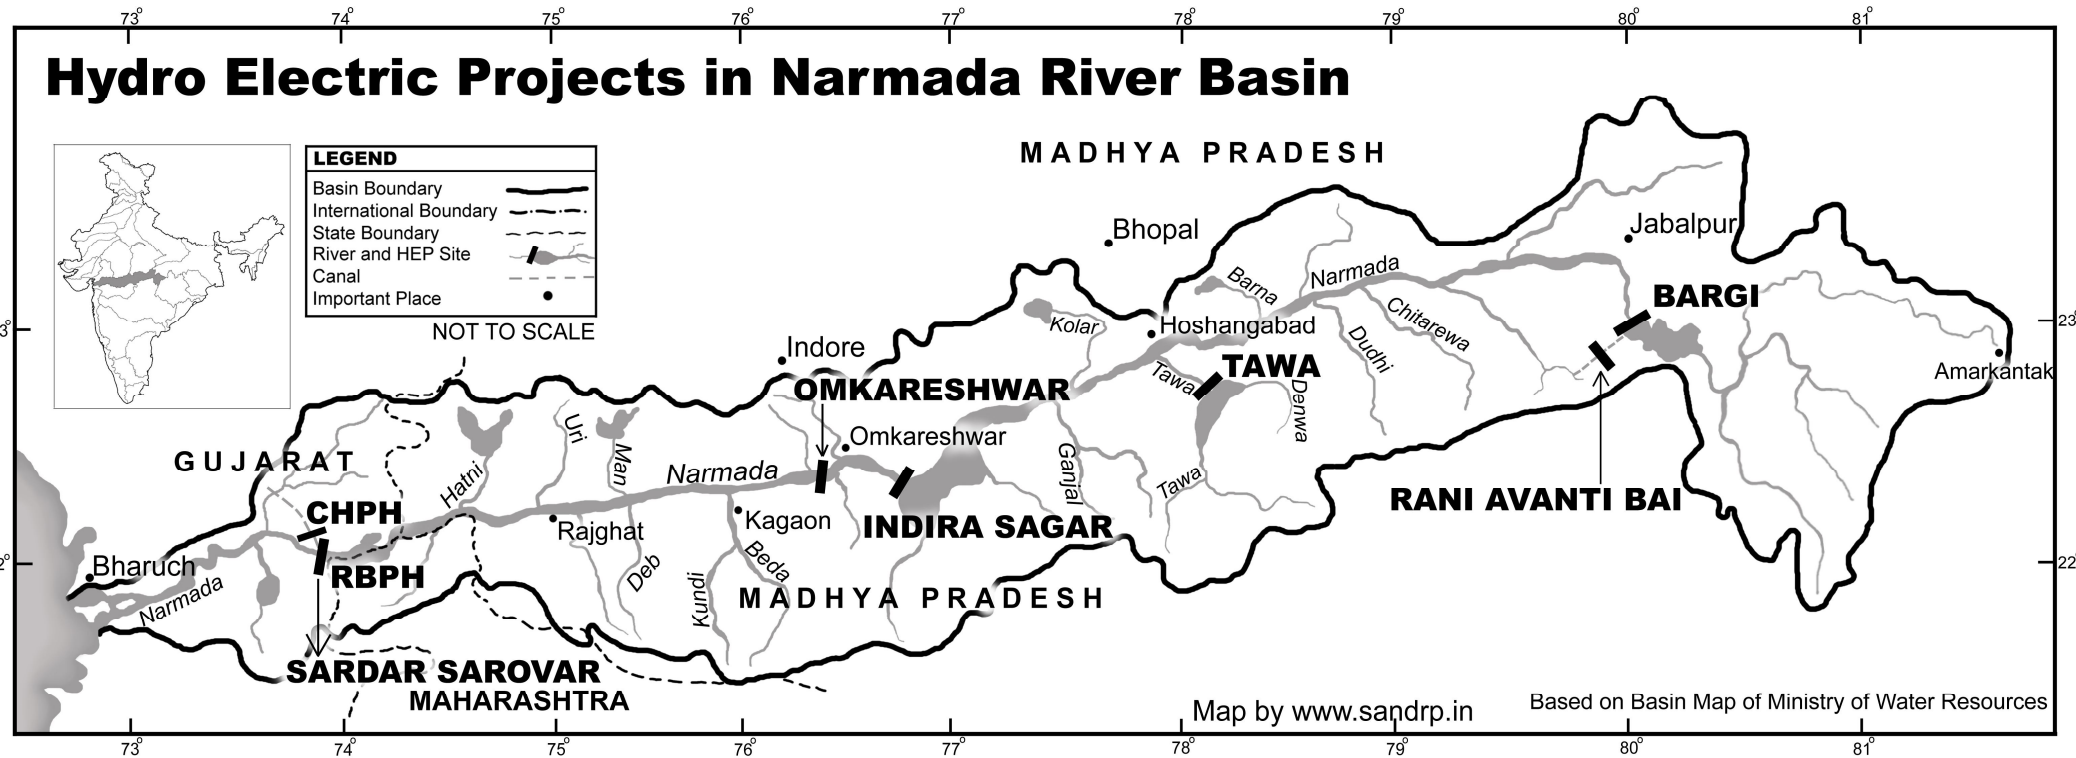 73° 74° 75° 76° 77° 78° 79° 80° 81°
Hydro Electric Projects in Narmada River Basin
MADHYA PRADESH
LEGEND
Basin Boundary
International Boundary
State Boundary
River and HEP Site
Canal
Important Place
NOT TO SCALE
Bhopal
Jabalpur
Barna
Narmada
BARGI
Chitarewa
Kolar
Hoshangabad
3°
23
Dudhi
Indore
TAWA
Tawa
Amarkantak
OMKARESHWAR
Denwa
Uri
Omkareshwar
Man
GUJARAT
Narmada
Hatni
Ganjal
Tawa
RANI AVANTI BAI
CHPH
Kagaon
INDIRA SAGAR
Rajghat
2°
22
Bharuch
RBPH
Deb
Beda
Kundi
Narmada
MADHYA PRADESH
SARDAR SAROVAR
MAHARASHTRA
Map by www.sandrp.in
Based on Basin Map of Ministry of Water Resources
73° 74° 75° 76° 77° 78° 79° 80° 81°